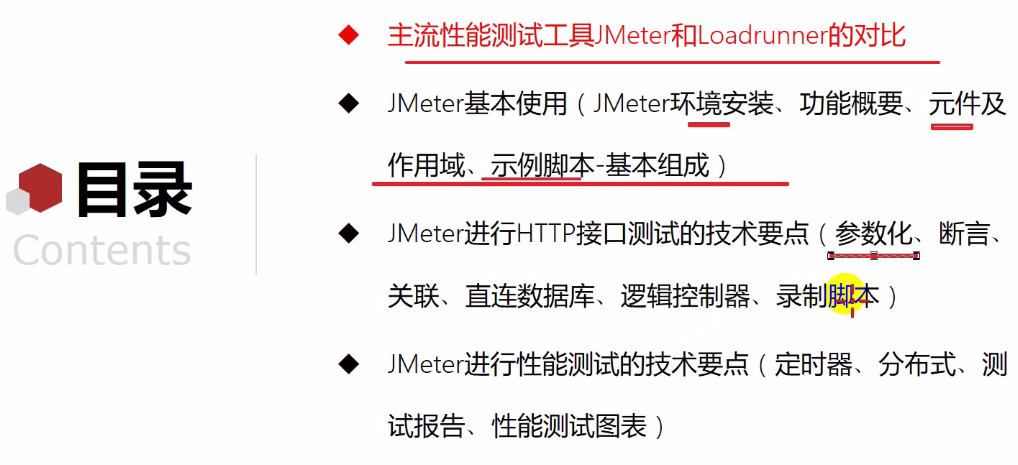 目录
Contents
主流性能测试工具JMeter和Loadrunner的对比
JMeter基本使用（JMeter环境安装、功能概要、元件及
作用域、示例脚本-基本组成）
JMeter进行HTTP接口测试的技术要点（参数化、断言、
关联、直连数据库、逻辑控制器、录制脚本）
JMeter进行性能测试的技术要点（定时器、分布式、测
试报告、性能测试图表）